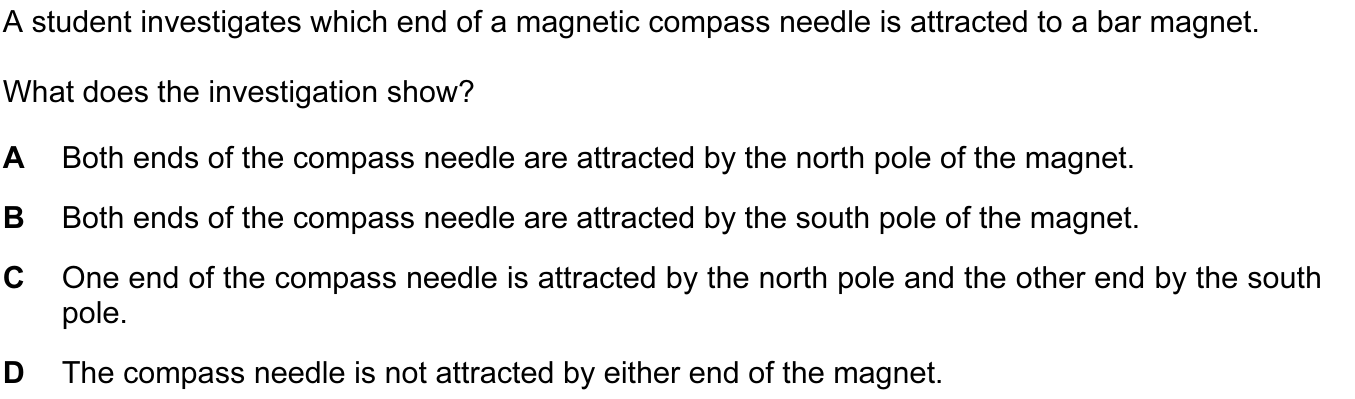 A student investigates which end of a magnetic compass needle is attracted to a bar magnet.
What does the investigation show?
A Both ends of the compass needle are attracted by the north pole of the magnet.
B Both ends of the compass needle are attracted by the south pole of the magnet.
C One end of the compass needle is attracted by the north pole and the other end by the south
pole.
D The compass needle is not attracted by either end of the magnet.